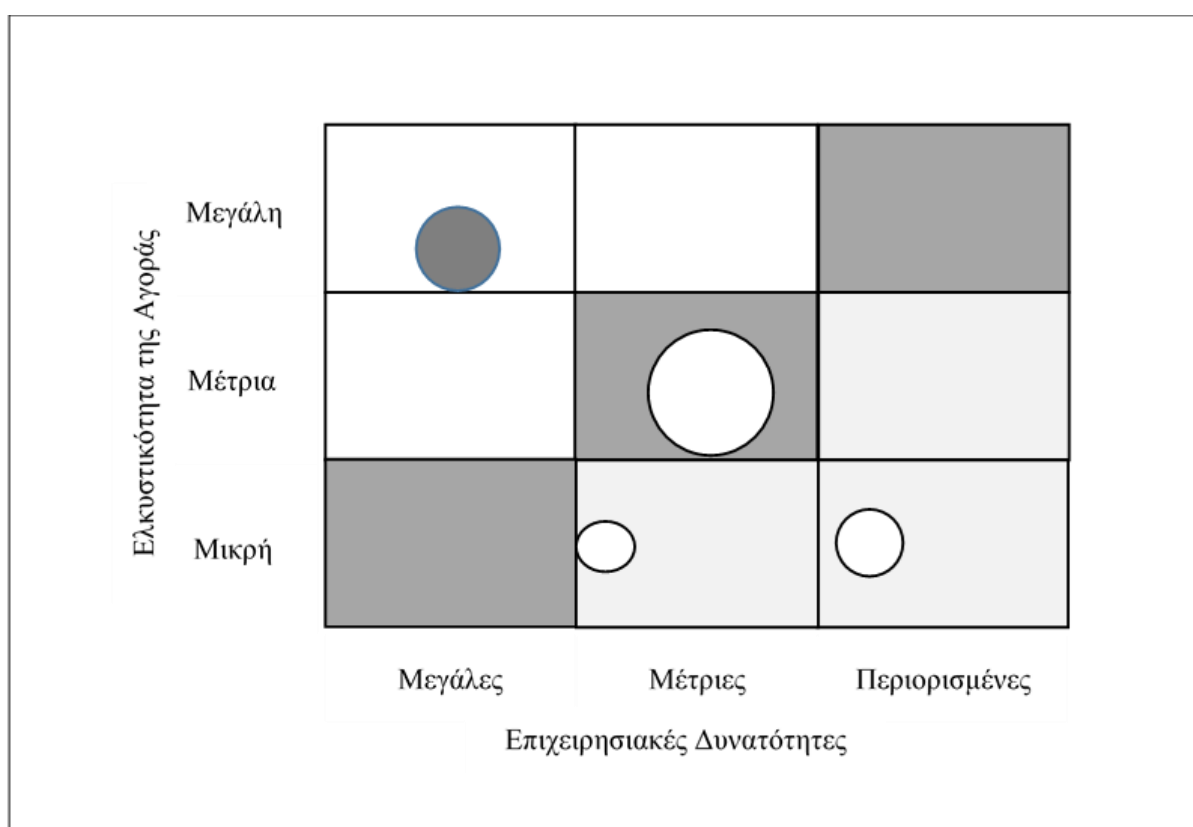 Ελκυστικότητα της Αγοράς
Μεγάλη
Μέτρια
Μικρή
Μεγάλες Μέτριες Περιορισμένες
Επιχειρησιακές Δυνατότητες